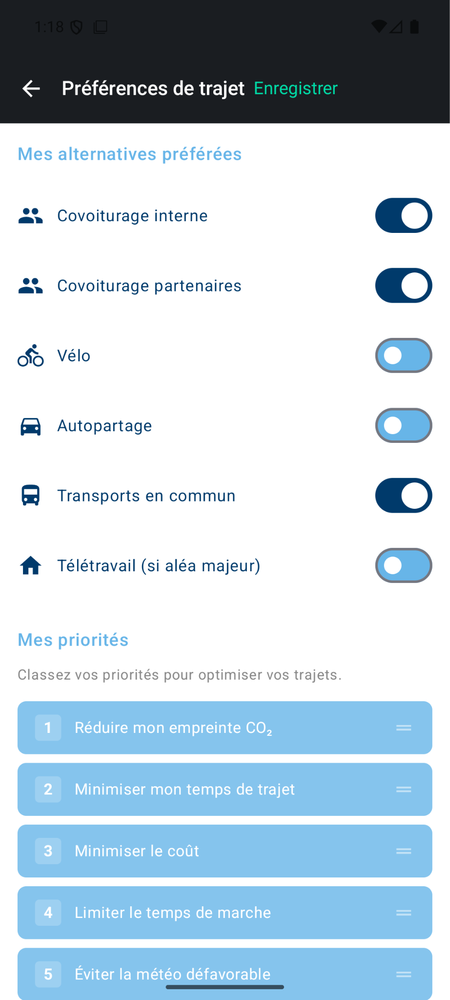 1:18
Préférences de trajet Enregistrer
Mes alternatives préférées
Covoiturage interne
Covoiturage partenaires
Vélo
Autopartage
Transports en commun
Télétravail (si aléa majeur)
Mes priorités
Classez vos priorités pour optimiser vos trajets.
1 Réduire mon empreinte CO₂
2 Minimiser mon temps de trajet
3 Minimiser le coût
4 Limiter le temps de marche
5 Éviter la météo défavorable